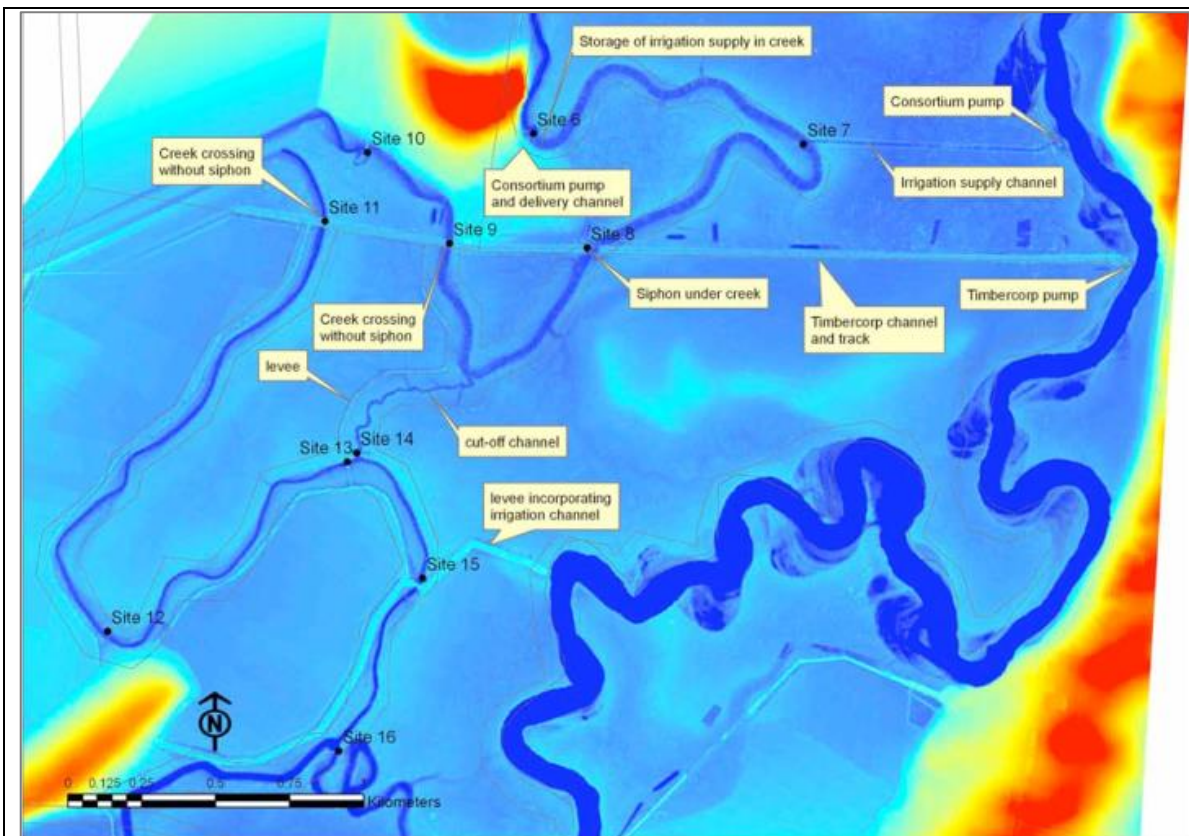 Storage of irrigation supply in creek
Site 6
Site 7
Consortium pump
Site 10
Creek crossing
without siphon
Consortium pump
and delivery channel
Irrigation supply channel
Site 11
Site 9
Site 8
Creek crossing
without siphon
Siphon under creek
Timbercorp channel
and track
Timbercorp pump
levee
cut-off channel
Site 13
Site 14
levee incorporating
irrigation channel
Site 15
Site 12
N
Site 16
0 0.125 0.25 0.5 0.75 1
Kilometers